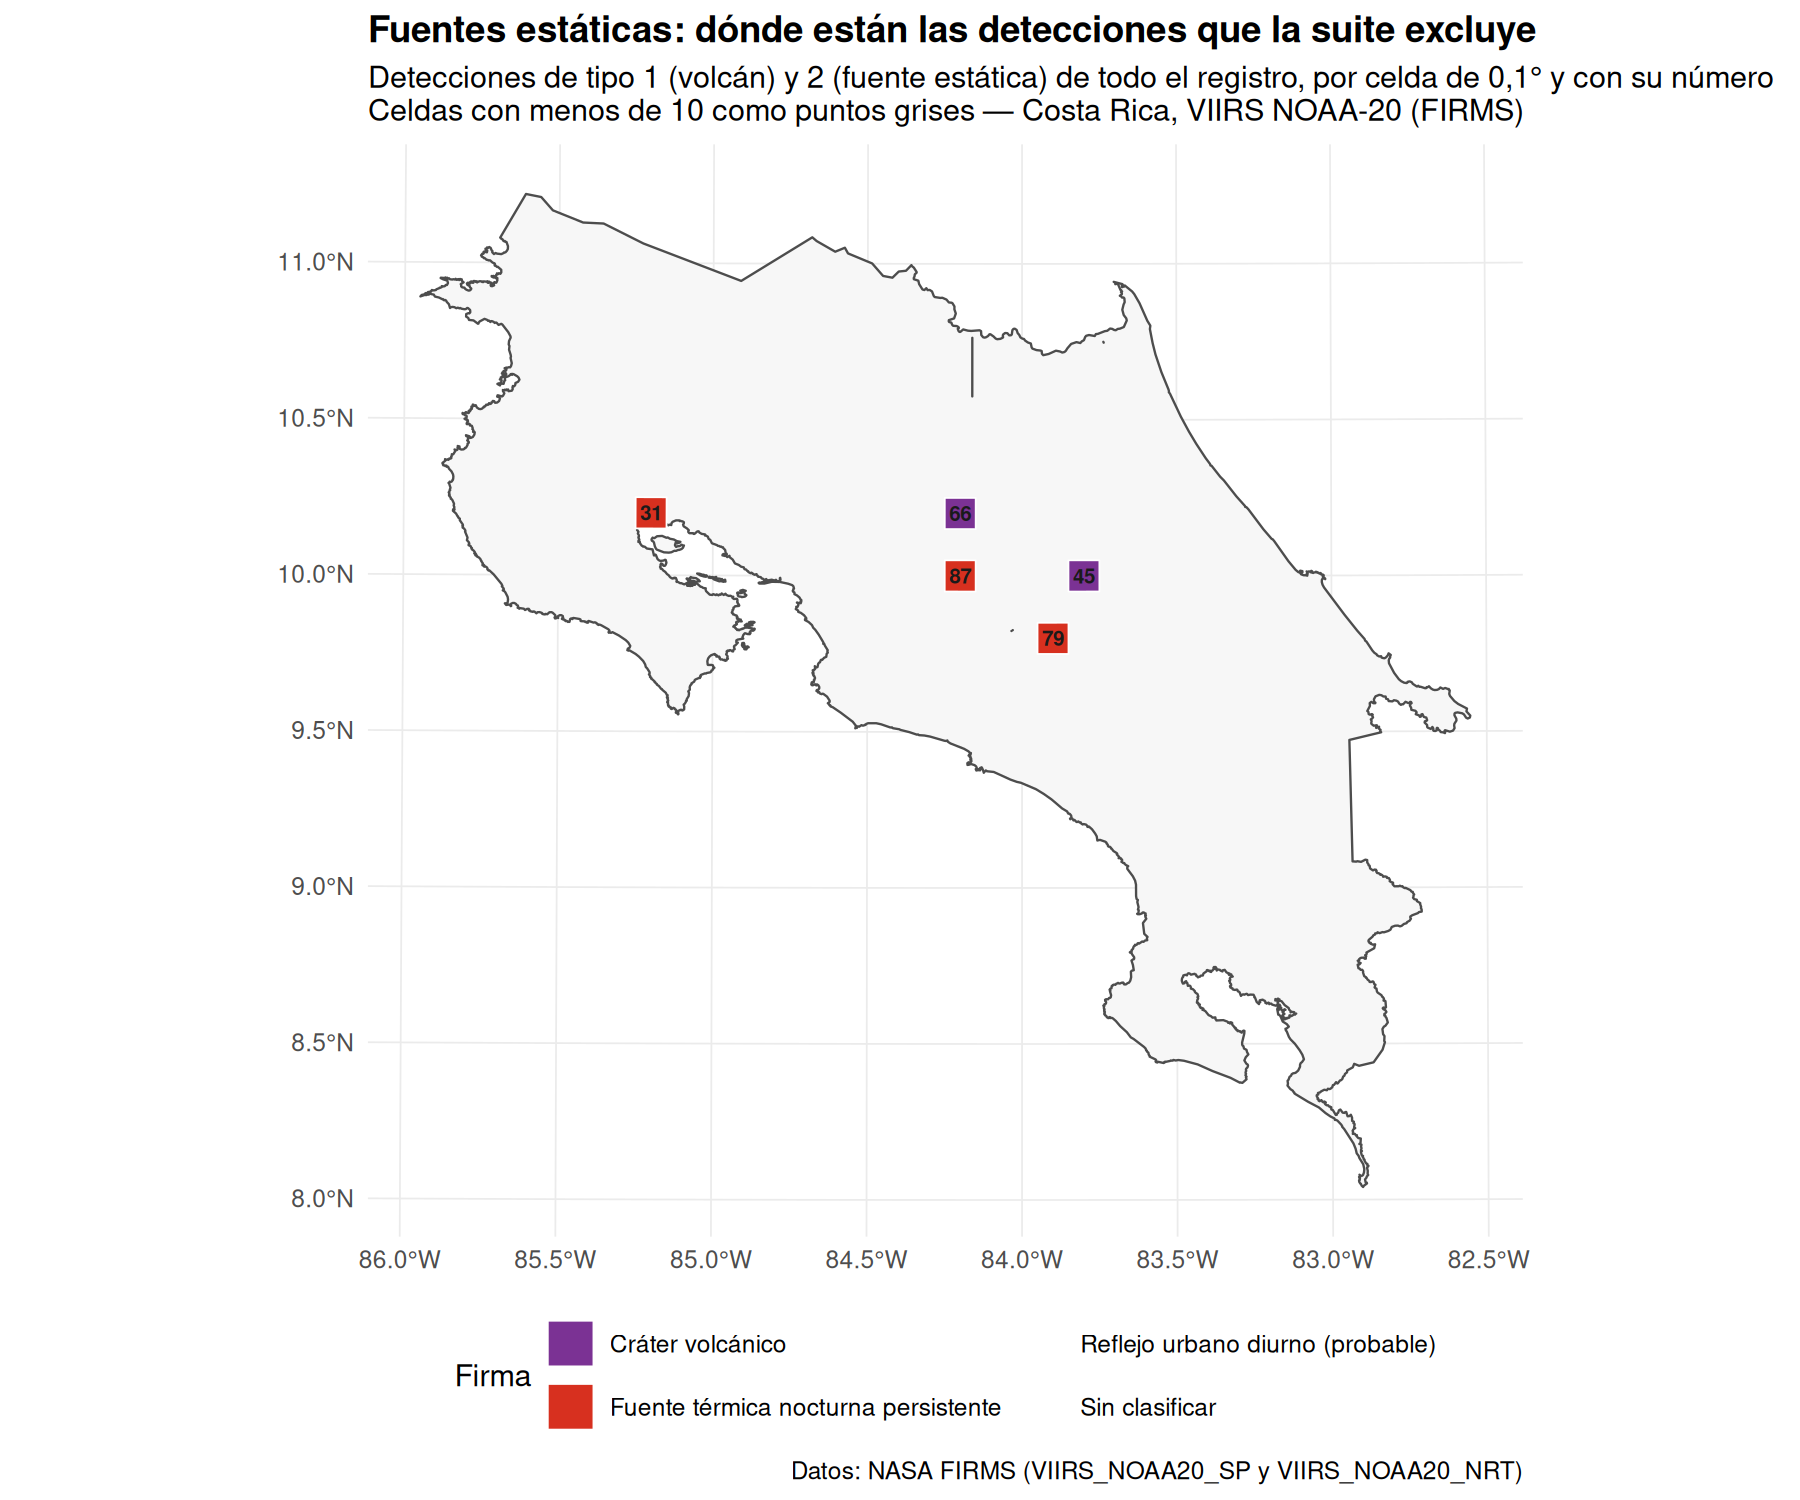 Fuentes estáticas: dónde están las detecciones que la suite excluye
Detecciones de tipo 1 (volcán) y 2 (fuente estática) de todo el registro, por celda de 0,1° y con su número
Celdas con menos de 10 como puntos grises — Costa Rica, VIIRS NOAA-20 (FIRMS)
11.0°N
10.5°N
10.0°N
9.5°N
9.0°N
8.5°N
8.0°N
31
66
87
45
79
86.0°W
85.5°W
85.0°W
84.5°W
84.0°W
83.5°W
83.0°W
82.5°W
Firma
Cráter volcánico
Fuente térmica nocturna persistente
Reflejo urbano diurno (probable)
Sin clasificar
Datos: NASA FIRMS (VIIRS_NOAA20_SP y VIIRS_NOAA20_NRT)